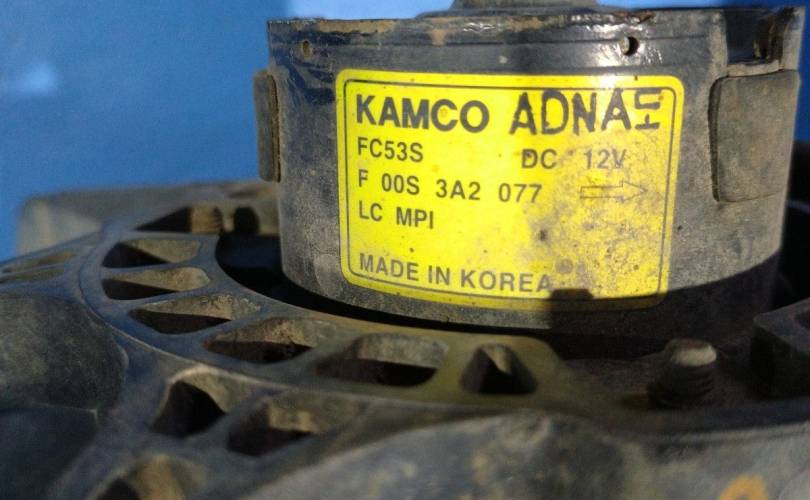 KAMCO ADNA
FC53S DC 12V
F 00S 3A2 077
LC MPI
MADE IN KOREA